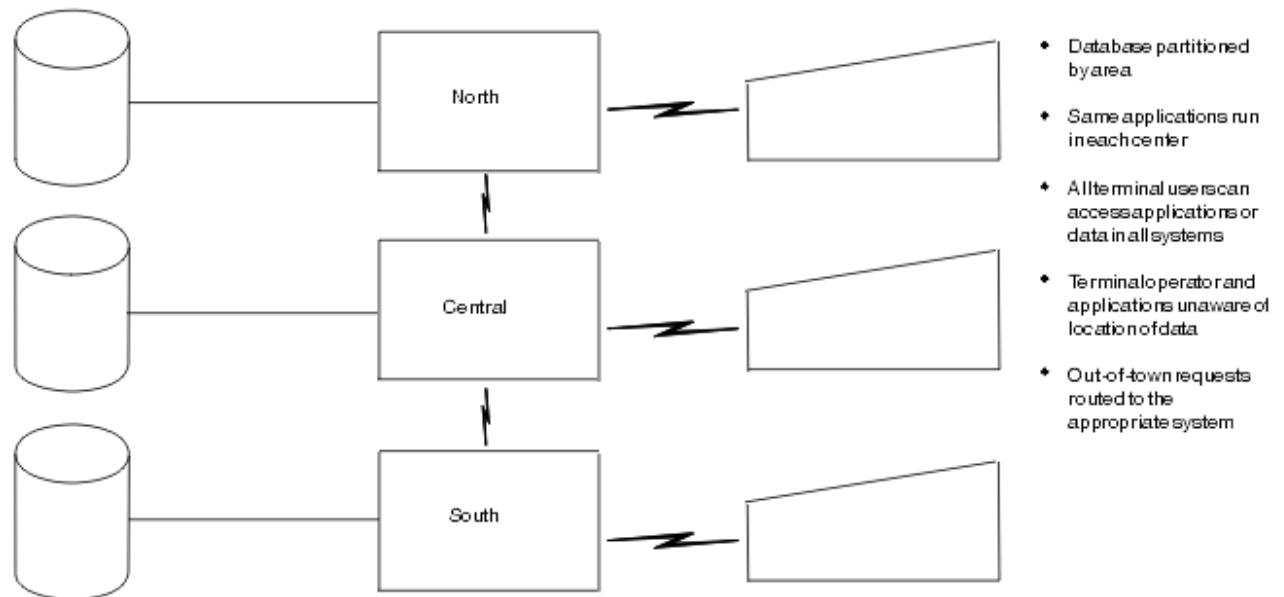 North
Central
South
Database partitioned
by area
Same applications run
in each center
All terminal users can
access applications or
data in all systems
Terminal operator and
applications unaware of
location of data
Out-of-town requests
routed to the
appropriate system